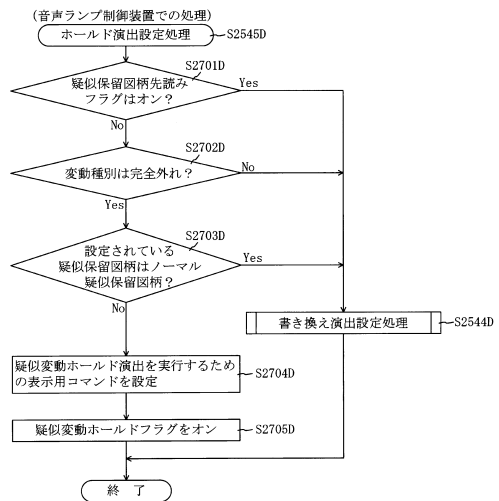 (音声ランプ制御装置での処理)
ホールド演出設定処理
S2545D
S2701D
疑似保留図柄先読み
フラグはオン?
Yes
No
S2702D
変動種別は完全外れ?
No
Yes
S2703D
設定されている
疑似保留図柄はノーマル
疑似保留図柄?
Yes
No
書き換え演出設定処理
S2544D
疑似変動ホールド演出を実行するため
の表示用コマンドを設定
S2704D
疑似変動ホールドフラグをオン
S2705D
終 了